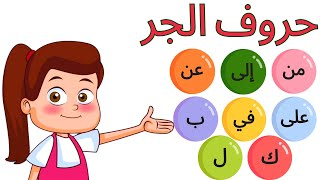 حروف الجر
من إلى عن
على في ب
ك ل